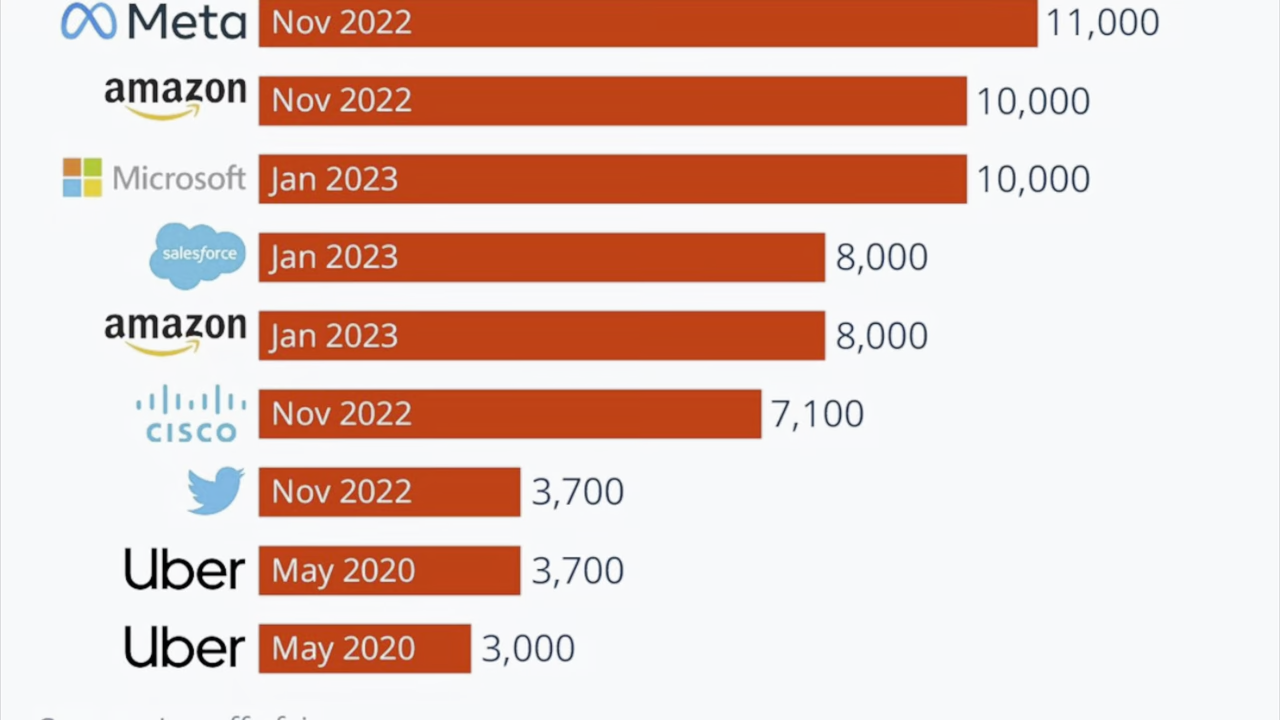 Meta Nov 2022 11,000
amazon Nov 2022 10,000
Microsoft Jan 2023 10,000
salesforce Jan 2023 8,000
amazon Jan 2023 8,000
CISCO Nov 2022 7,100
Nov 2022 3,700
Uber May 2020 3,700
Uber May 2020 3,000